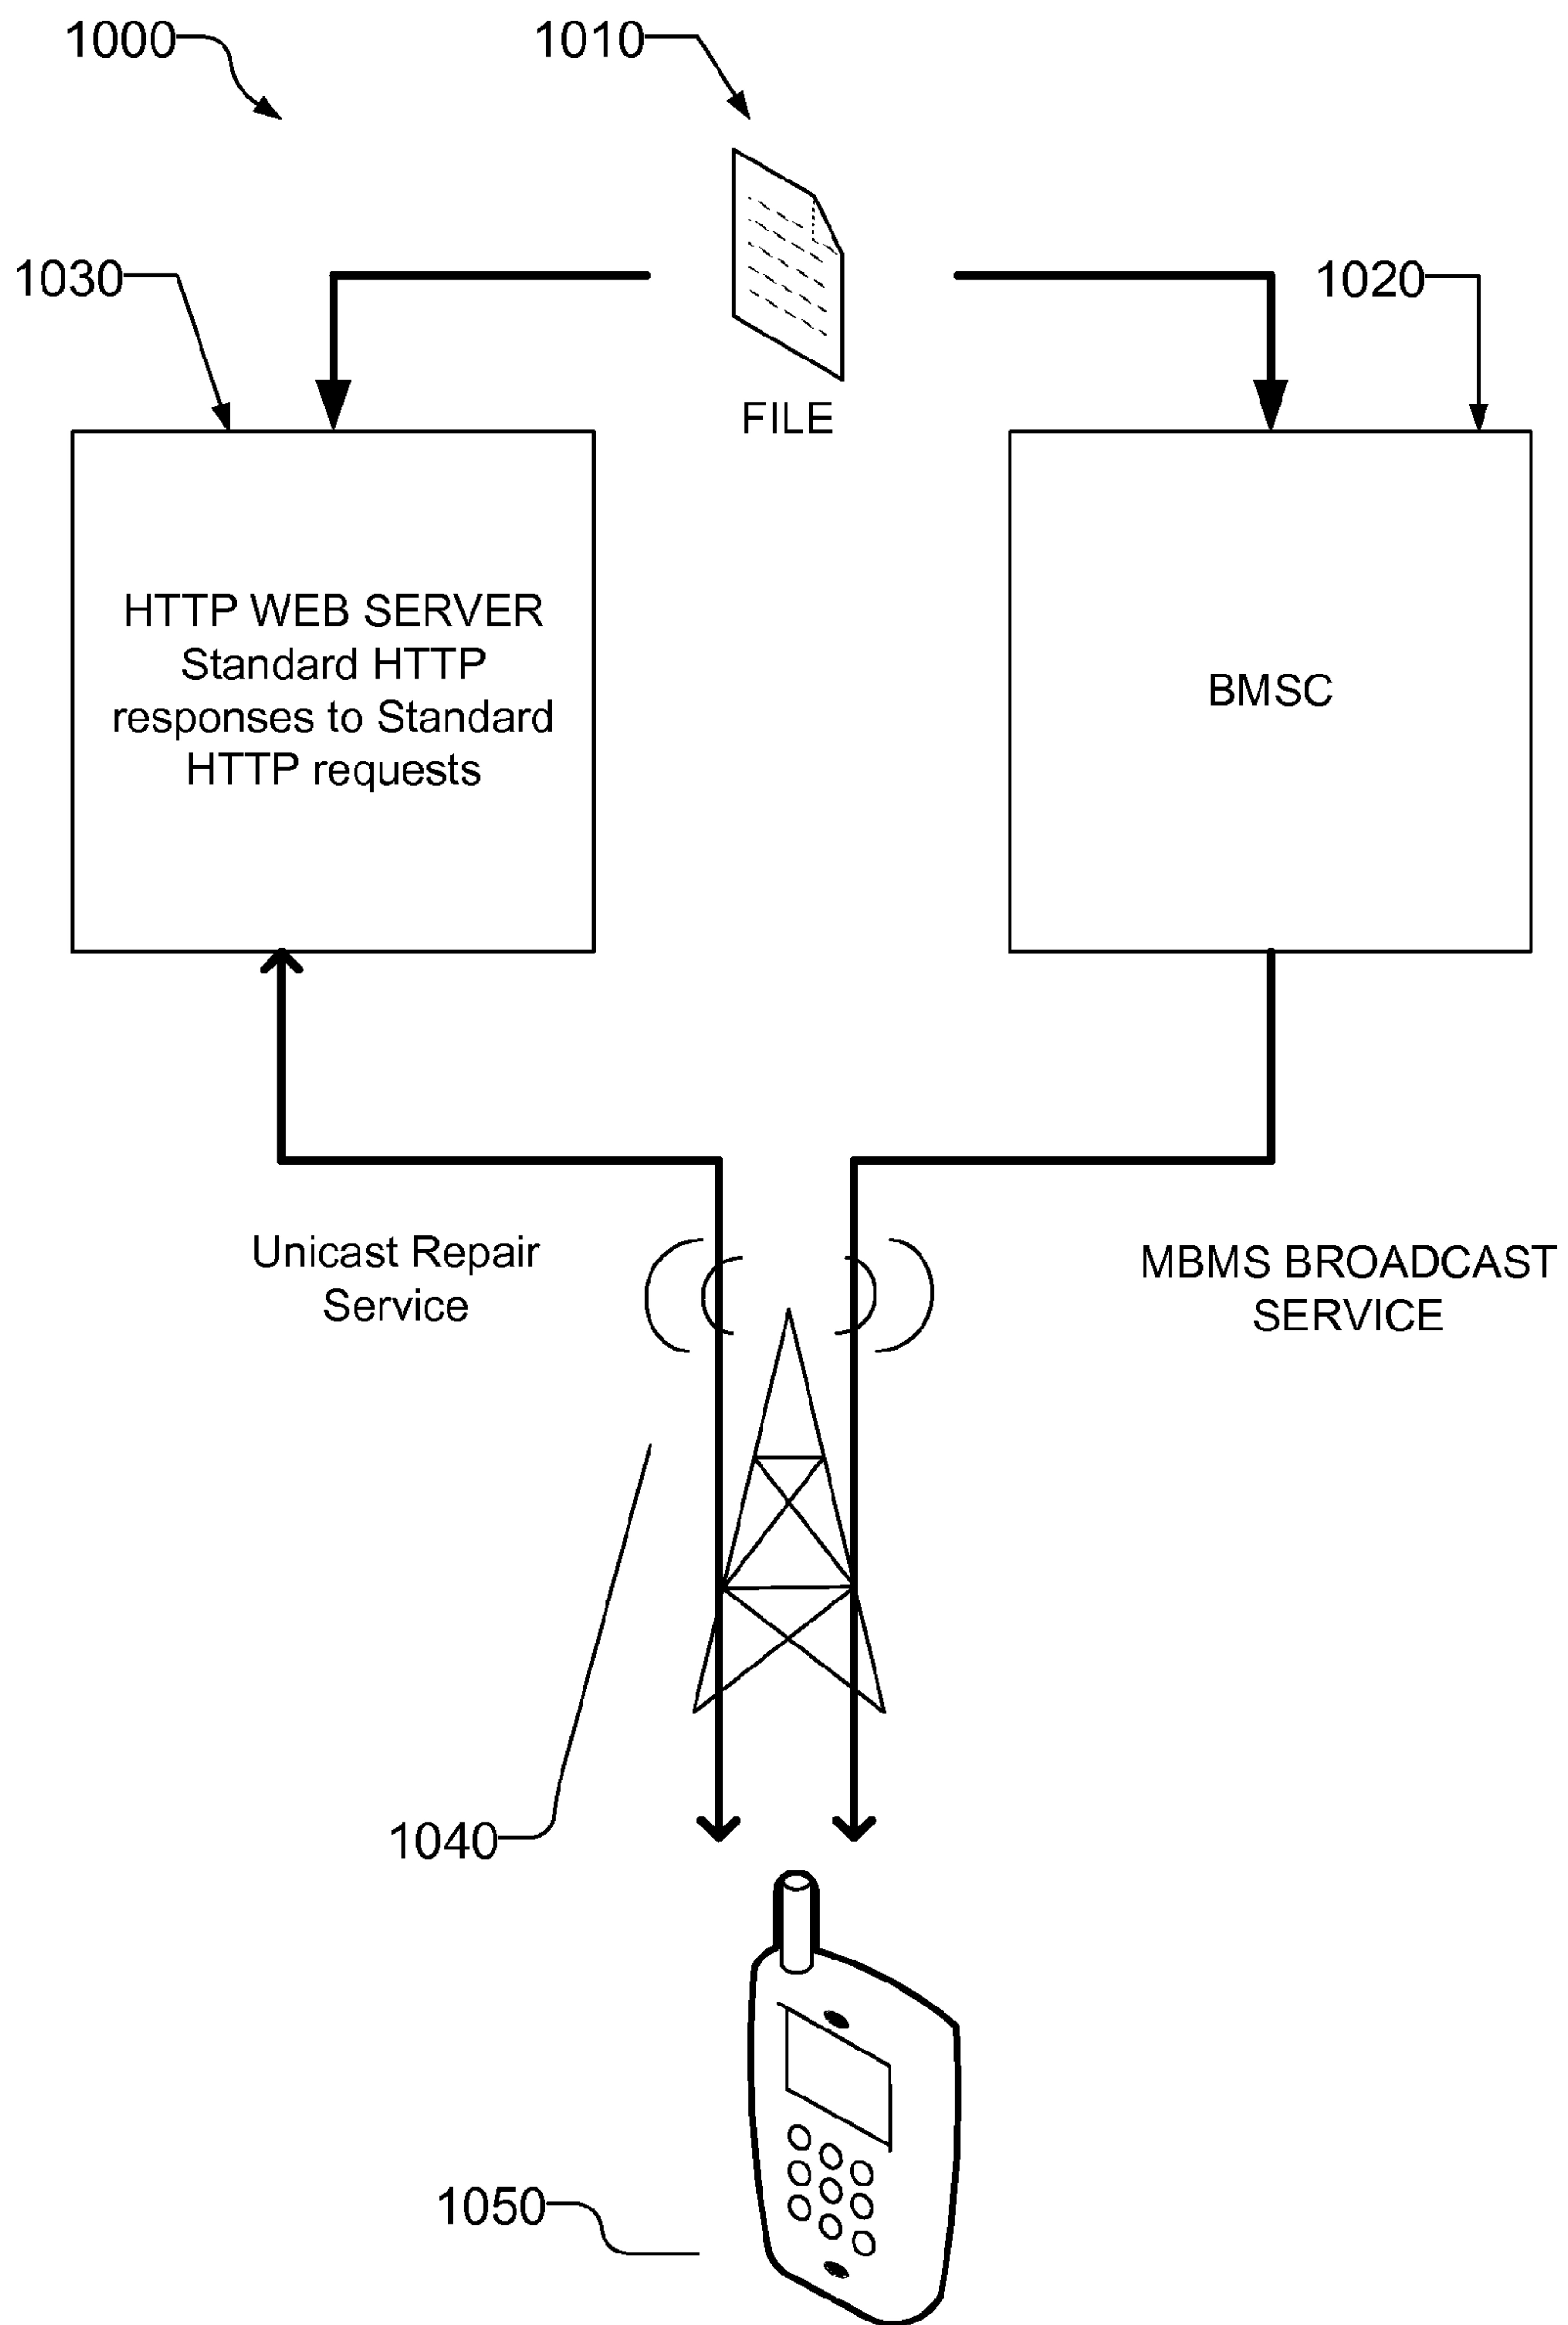 1000
1010
1030
1020
FILE
HTTP WEB SERVER
Standard HTTP
responses to Standard
HTTP requests
BMSC
Unicast Repair
Service
MBMS BROADCAST
SERVICE
1040
1050